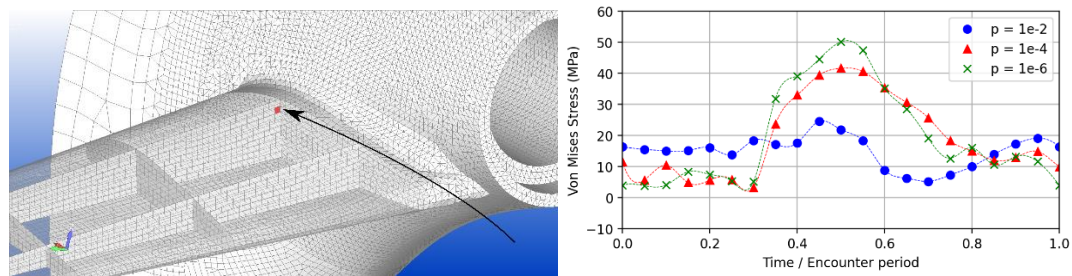 60
50
40
30
20
10
0
−10
Von Mises Stress (MPa)
p = 1e-2
p = 1e-4
p = 1e-6
0.0 0.2 0.4 0.6 0.8 1.0
Time / Encounter period